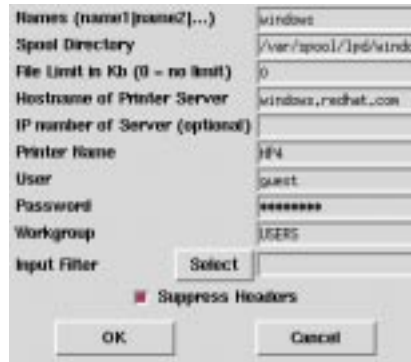 Names (name1|name2|...) windows
Spool Directory /var/spool/lpd/windo
File Limit in Kb (0 = no limit) 0
Hostname of Printer Server windows.redhat.com
IP number of Server (optional)
Printer Name HP4
User guest
Password ********
Workgroup USERS
Input Filter Select
Suppress Headers
OK Cancel